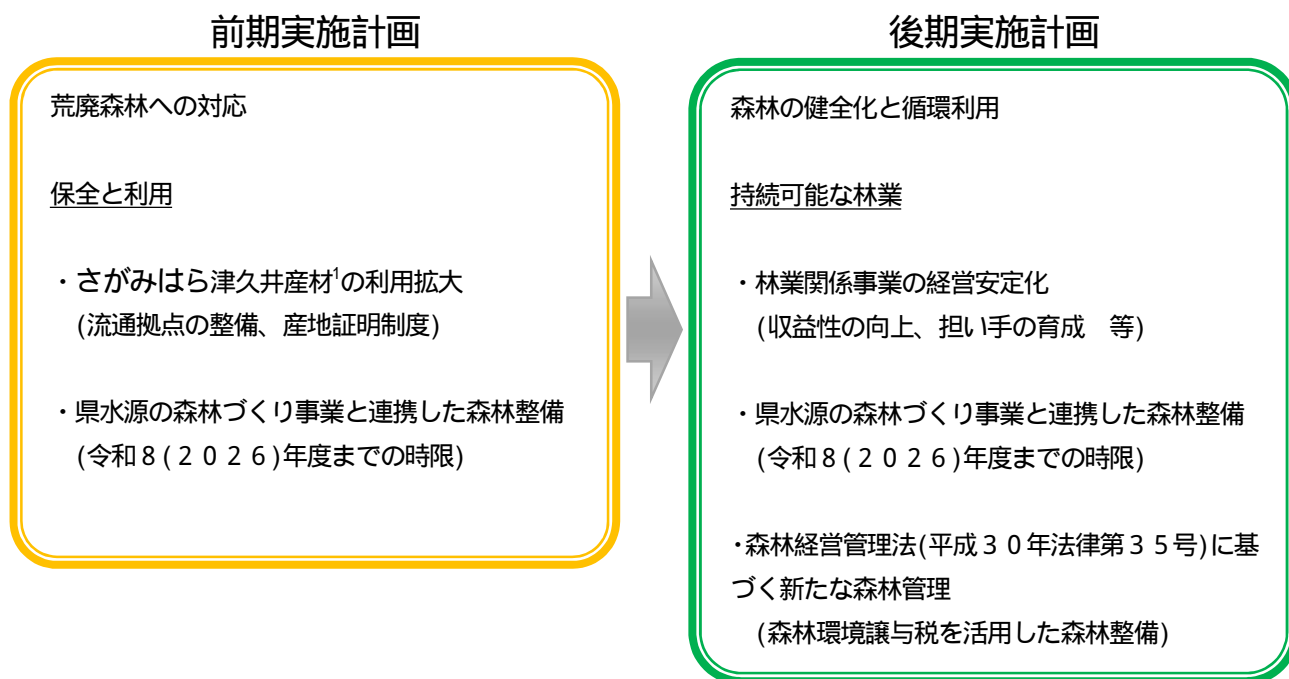 前期実施計画
荒廃森林への対応
保全と利用
・さがみはら津久井産材1の利用拡大
(流通拠点の整備、産地証明制度)
・県水源の森林づくり事業と連携した森林整備
(令和8(2026)年度までの時限)
後期実施計画
森林の健全化と循環利用
持続可能な林業
・林業関係事業の経営安定化
(収益性の向上、担い手の育成 等)
・県水源の森林づくり事業と連携した森林整備
(令和8(2026)年度までの時限)
・森林経営管理法(平成30年法律第35号)に基
づく新たな森林管理
(森林環境譲与税を活用した森林整備)